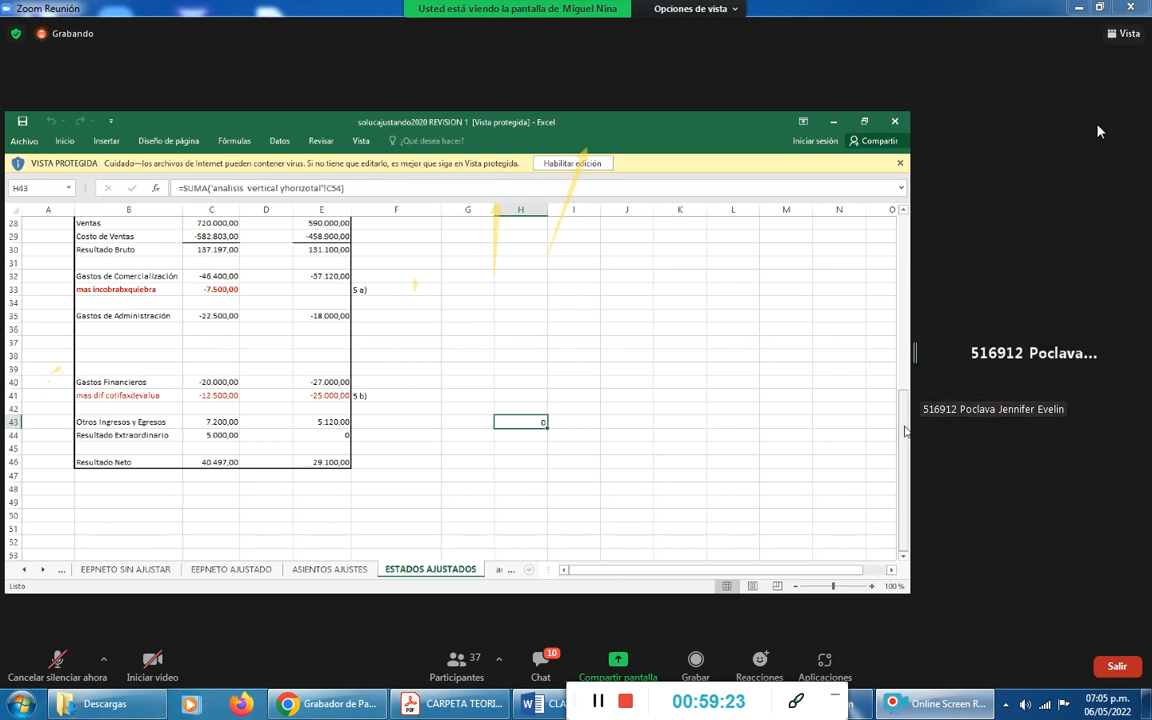 Zoom Reunión
Usted está viendo la pantalla de Miguel Nina
Opciones de vista
Grabando
Vista
solucajustando2020 REVISION 1 [Vista protegida] - Excel
Archivo Inicio Insertar Diseño de página Fórmulas Datos Revisar Vista ¿Qué desea hacer? Iniciar sesión Compartir
VISTA PROTEGIDA Cuidado—los archivos de Internet pueden contener virus. Si no tiene que editarlo, es mejor que siga en Vista protegida. Habilitar edición
H43 fx =SUMA('analisis vertical yhorizontal'!C54)
A B C D E F G H I J K L M N O
28 Ventas 720.000,00 590.000,00
29 Costo de Ventas -582.803,00 -458.900,00
30 Resultado Bruto 137.197,00 131.100,00
31
32 Gastos de Comercialización -46.400,00 -37.120,00
33 mas incobrabxquiebra -7.500,00 5 a)
34
35 Gastos de Administración -22.500,00 -18.000,00
36
37
38
39
40 Gastos Financieros -20.000,00 -27.000,00
41 mas dif cotifaxdevalua -12.500,00 -25.000,00 5 b)
42
43 Otros Ingresos y Egresos 7.200,00 5.120,00 0
44 Resultado Extraordinario 5.000,00 0
45
46 Resultado Neto 40.497,00 29.100,00
47
48
49
50
51
52
53
516912 Poclava...
516912 Poclava Jennifer Evelin
... EEPNETO SIN AJUSTAR EEPNETO AJUSTADO ASIENTOS AJUSTES ESTADOS AJUSTADOS ...
Listo 100 %
37
10
Cancelar silenciar ahora Iniciar video Participantes Chat Compartir pantalla Grabar Reacciones Aplicaciones Salir
Descargas Grabador de Pa... CARPETA TEORI... CLA 00:59:23 Online Screen R... 07:05 p.m.
06/05/2022